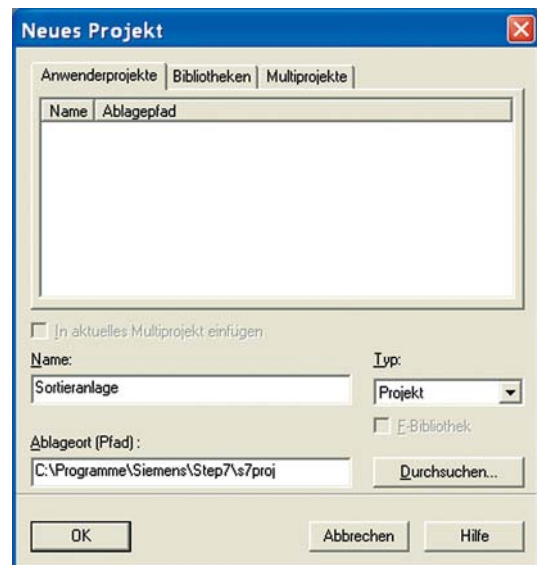 Neues Projekt
Anwenderprojekte Bibliotheken Multiprojekte
Name Ablagepfad
In aktuelles Multiprojekt einfügen
Name: Typ:
Sortieranlage Projekt
F-Bibliothek
Ablageort (Pfad) :
C:\Programme\Siemens\Step7\s7proj Durchsuchen...
OK Abbrechen Hilfe